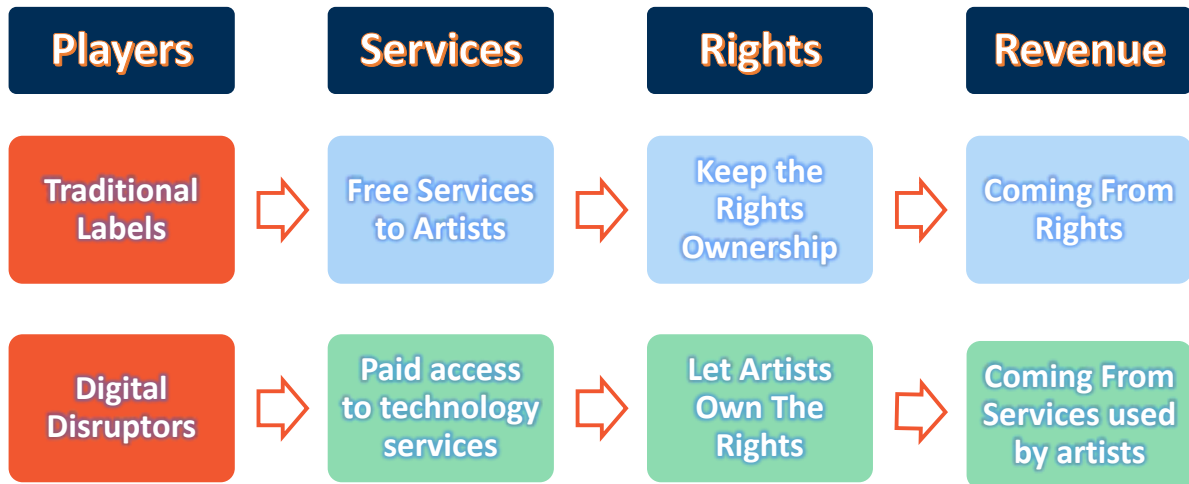 Players
Services
Rights
Revenue
Traditional
Labels
Free Services
to Artists
Keep the
Rights
Ownership
Coming From
Rights
Digital
Disruptors
Paid access
to technology
services
Let Artists
Own The
Rights
Coming From
Services used
by artists